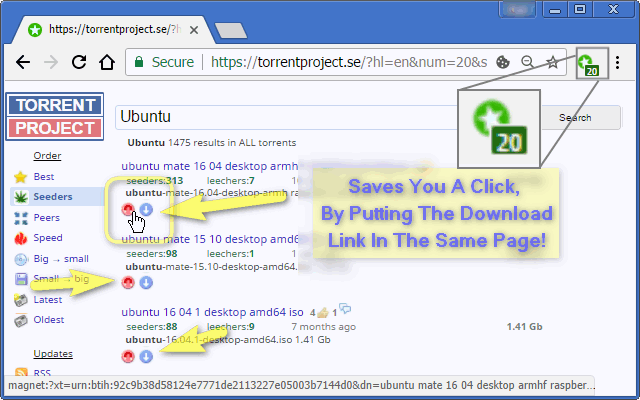 https://torrentproject.se/?h
Secure https://torrentproject.se/?hl=en&num=20&s
20
20
TORRENT
PROJECT
Ubuntu
Search
Ubuntu 1475 results in ALL torrents
Order
Best
Seeders
Peers
Speed
Big → small
Small → big
Latest
Oldest
Updates
RSS
ubuntu mate 16 04 desktop armhf
seeders:313 leechers:7
ubuntu-mate-16.04-desktop-armh
ubuntu mate 15 10 desktop amd6
seeders:98 leechers:1
ubuntu-mate-15.10-desktop-amd64.iso
ubuntu 16 04 1 desktop amd64 iso 4 1
seeders:88 leechers:9 7 months ago 1.41 Gb
ubuntu-16.04.1-desktop-amd64.iso 1.41 Gb
Saves You A Click,
By Putting The Download
Link In The Same Page!
magnet:?xt=urn:btih:92c9b38d58124e7771de2113227e05003b7144d0&dn=ubuntu mate 16 04 desktop armhf raspber...